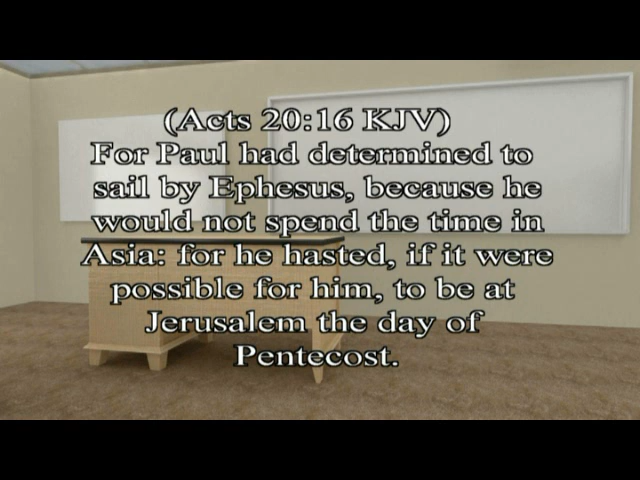 (Acts 20:16 KJV)
For Paul had determined to
sail by Ephesus, because he
would not spend the time in
Asia: for he hasted, if it were
possible for him, to be at
Jerusalem the day of
Pentecost.